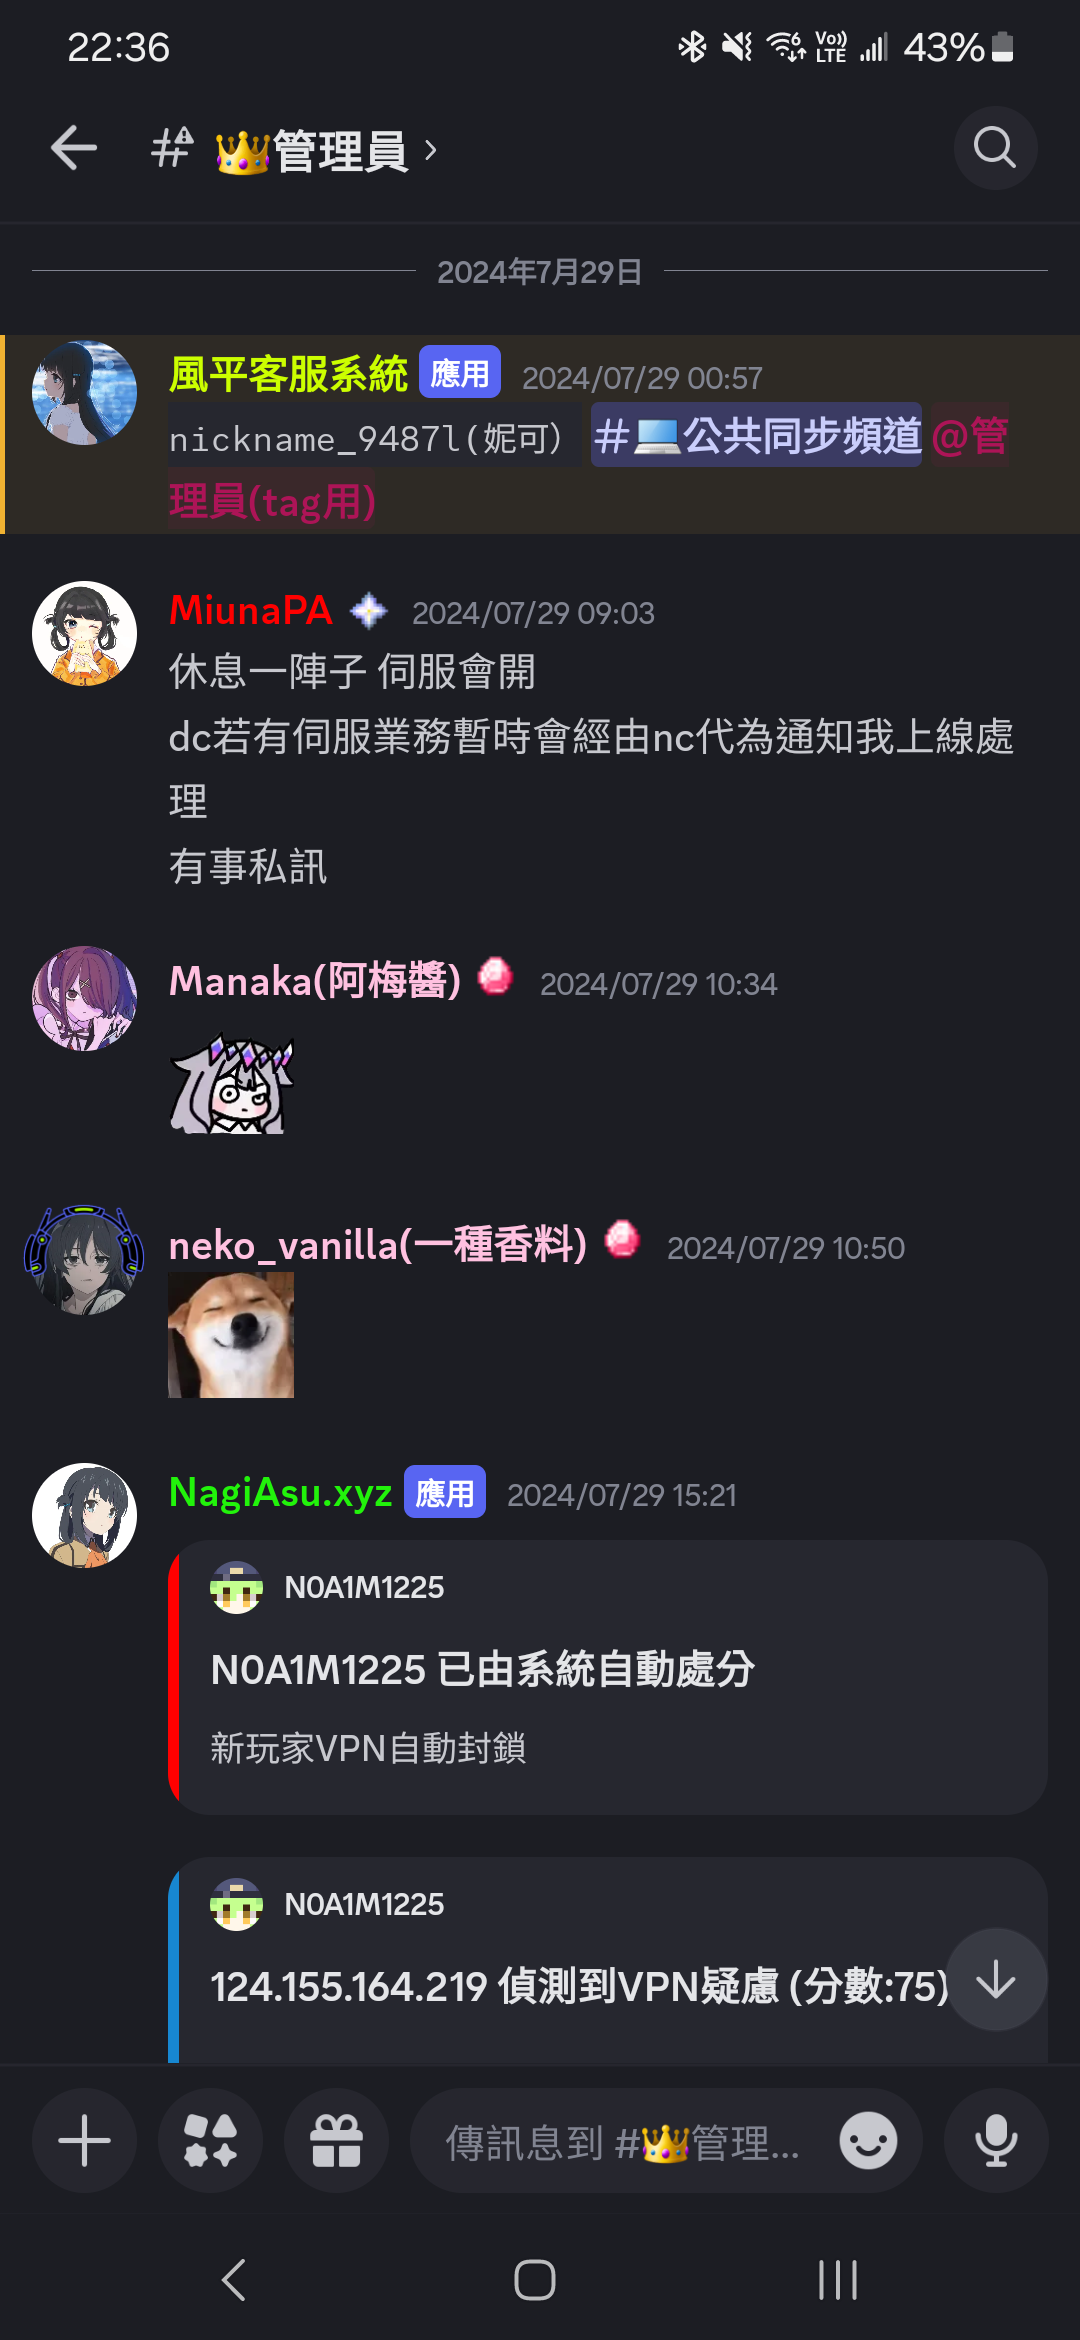 22:36
6
Vo))
LTE
43%
#
👑管理員 ›
2024年7月29日
風平客服系統 應用 2024/07/29 00:57
nickname_9487l(妮可) #💻公共同步頻道 @管
理員(tag用)
MiunaPA 2024/07/29 09:03
休息一陣子 伺服會開
dc若有伺服業務暫時會經由nc代為通知我上線處
理
有事私訊
Manaka(阿梅醬) 2024/07/29 10:34
neko_vanilla(一種香料) 2024/07/29 10:50
NagiAsu.xyz 應用 2024/07/29 15:21
N0A1M1225
N0A1M1225 已由系統自動處分
新玩家VPN自動封鎖
N0A1M1225
124.155.164.219 偵測到VPN疑慮 (分數:75)
傳訊息到 #👑管理...